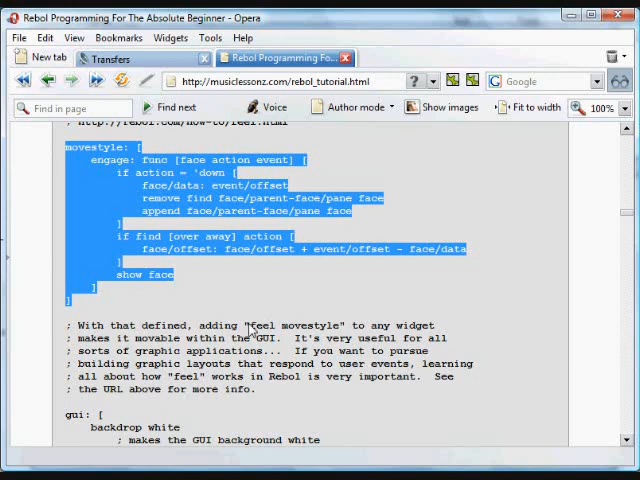 Rebol Programming For The Absolute Beginner - Opera
File Edit View Bookmarks Widgets Tools Help
New tab Transfers Rebol Programming Fo...
http://musiclessonz.com/rebol_tutorial.html ? Google
Find in page Find next Voice Author mode Show images Fit to width 100%
; http://rebol.com/how-to/feel.html
movestyle: [
engage: func [face action event] [
if action = 'down [
face/data: event/offset
remove find face/parent-face/pane face
append face/parent-face/pane face
]
if find [over away] action [
face/offset: face/offset + event/offset - face/data
]
show face
]
]
; With that defined, adding "feel movestyle" to any widget
; makes it movable within the GUI.  It's very useful for all
; sorts of graphic applications...  If you want to pursue
; building graphic layouts that respond to user events, learning
; all about how "feel" works in Rebol is very important.  See
; the URL above for more info.
gui: [
backdrop white
; makes the GUI background white